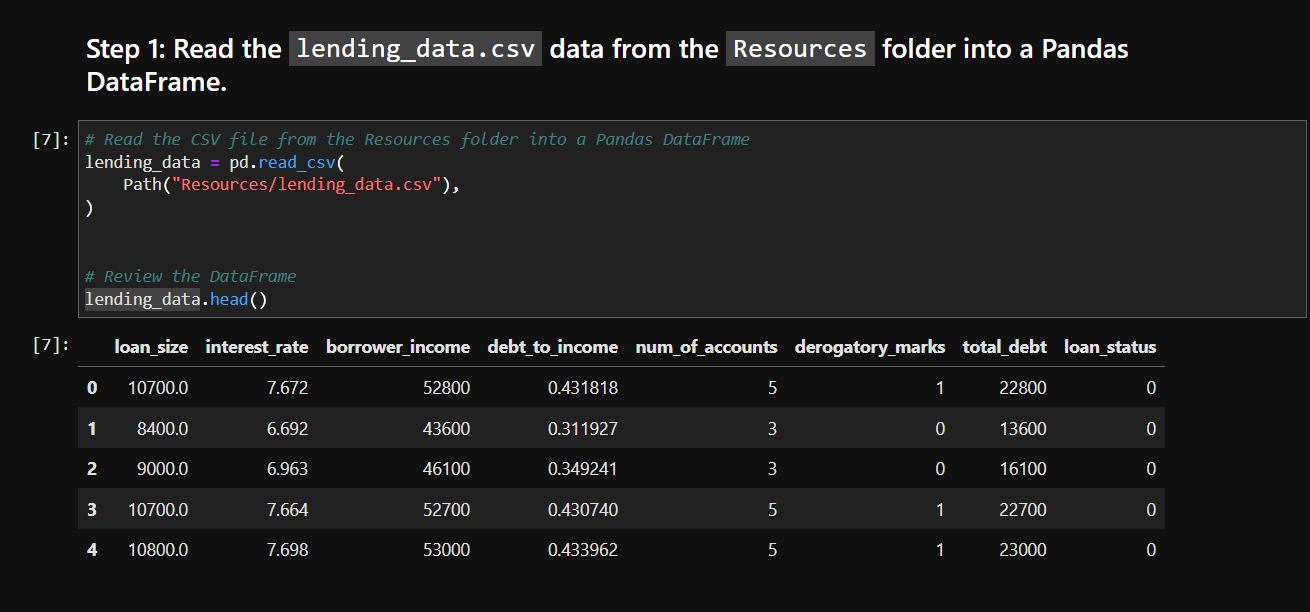 Step 1: Read the lending_data.csv data from the Resources folder into a Pandas
DataFrame.
[7]:
# Read the CSV file from the Resources folder into a Pandas DataFrame
lending_data = pd.read_csv(
    Path("Resources/lending_data.csv"),
)
# Review the DataFrame
lending_data.head()
[7]:
loan_size interest_rate borrower_income debt_to_income num_of_accounts derogatory_marks total_debt loan_status
0 10700.0 7.672 52800 0.431818 5 1 22800 0
1 8400.0 6.692 43600 0.311927 3 0 13600 0
2 9000.0 6.963 46100 0.349241 3 0 16100 0
3 10700.0 7.664 52700 0.430740 5 1 22700 0
4 10800.0 7.698 53000 0.433962 5 1 23000 0